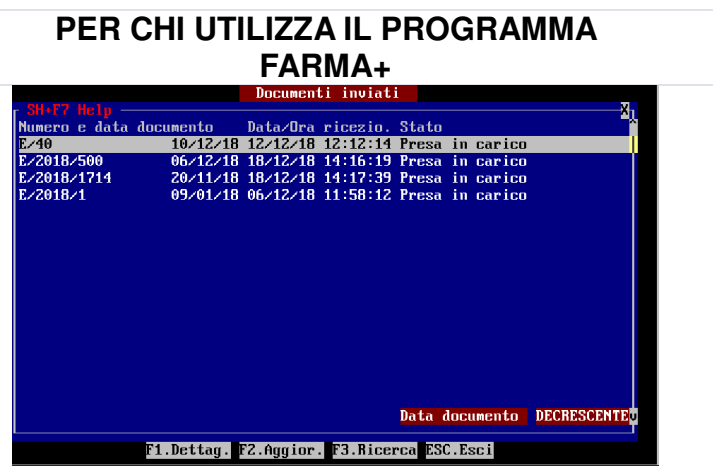 PER CHI UTILIZZA IL PROGRAMMA
FARMA+
Documenti inviati
SH+F7 Help X
Numero e data documento Data/Ora ricezio. Stato
E/40 10/12/18 12/12/18 12:12:14 Presa in carico
E/2018/500 06/12/18 18/12/18 14:16:19 Presa in carico
E/2018/1714 20/11/18 18/12/18 14:17:39 Presa in carico
E/2018/1 09/01/18 06/12/18 11:58:12 Presa in carico
Data documento DECRESCENTE
F1.Dettag. F2.Aggior. F3.Ricerca ESC.Esci